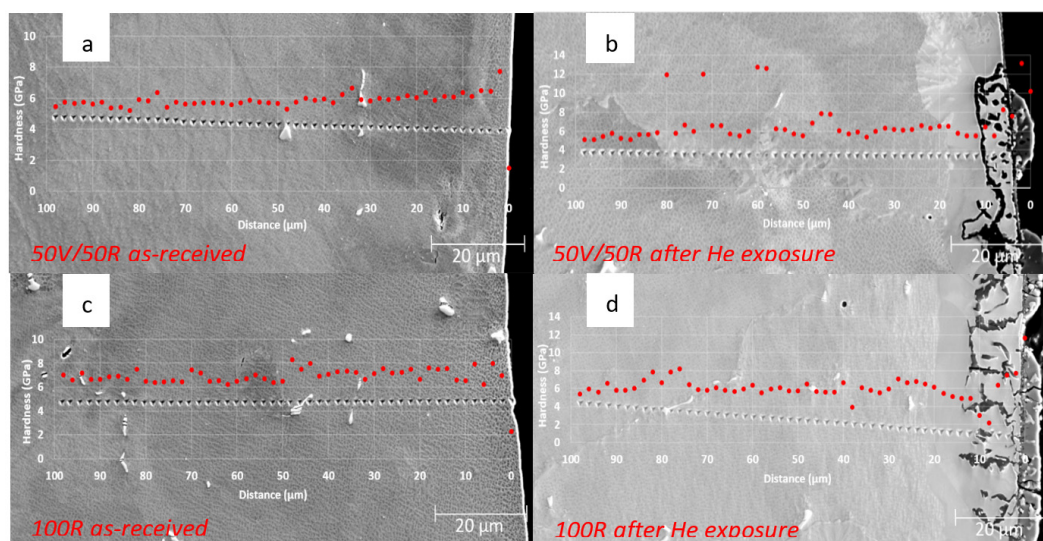 a
Hardness (GPa)
10
8
6
4
2
0
100 90 80 70 60 50 40 30 20 10 0
Distance (µm)
20 µm
50V/50R as-received
b
Hardness (GPa)
14
12
10
8
6
4
2
0
100 90 80 70 60 50 40 30 20 10 0
Distance (µm)
20 µm
50V/50R after He exposure
c
Hardness (GPa)
10
8
6
4
2
0
100 90 80 70 60 50 40 30 20 10 0
Distance (µm)
20 µm
100R as-received
d
Hardness (GPa)
14
12
10
8
6
4
2
0
100 80 60 40 20 0
Distance (µm)
20 µm
100R after He exposure